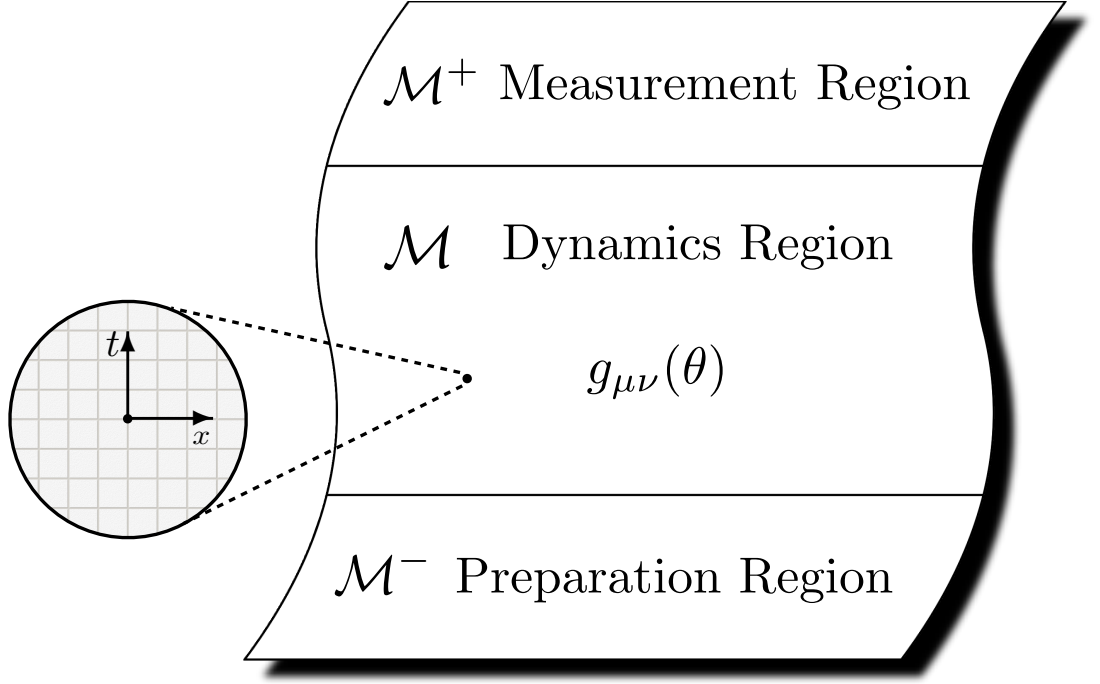 ℳ⁺ Measurement Region
ℳ Dynamics Region
g_{μν}(θ)
t
x
ℳ⁻ Preparation Region